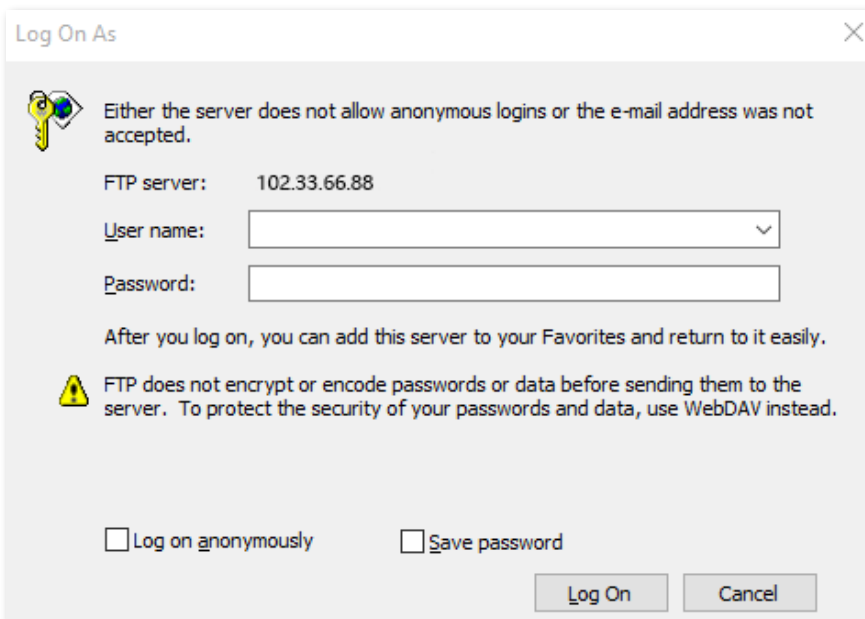 Log On As
Either the server does not allow anonymous logins or the e-mail address was not
accepted.
FTP server: 102.33.66.88
User name:
Password:
After you log on, you can add this server to your Favorites and return to it easily.
FTP does not encrypt or encode passwords or data before sending them to the
server. To protect the security of your passwords and data, use WebDAV instead.
Log on anonymously Save password
Log On Cancel